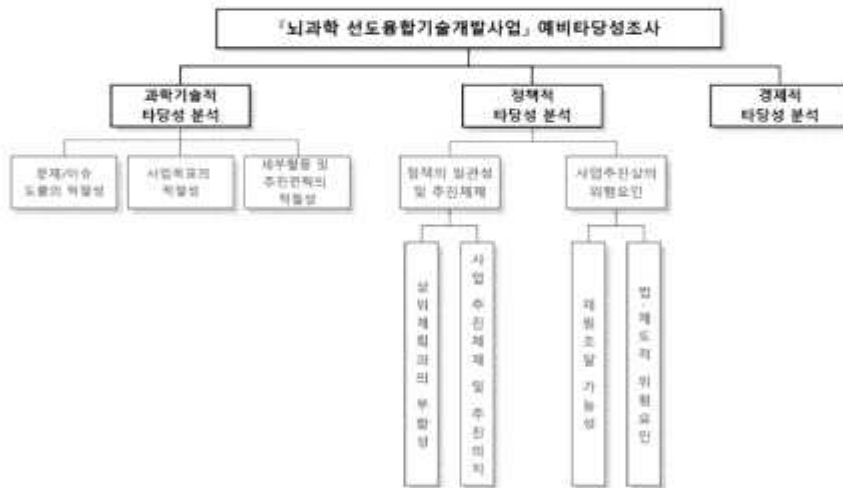 「뇌과학 선도융합기술개발사업」 예비타당성조사
과학기술적
타당성 분석
정책적
타당성 분석
경제적
타당성 분석
문제/이슈
도출의 적절성
사업목표의
적절성
세부활동 및
추진전략의
적절성
정책의 일관성
및 추진체제
사업추진상의
위험요인
상위계획과의 부합성
사업 추진체제 및 추진의지
재원조달 가능성
법·제도적 위험요인